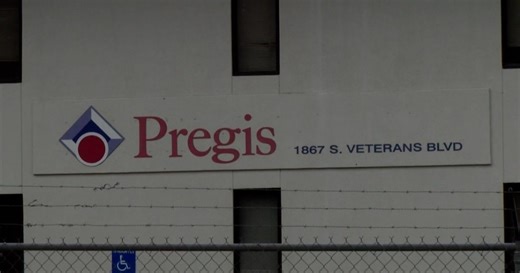 Pregis 1867 S. VETERANS BLVD